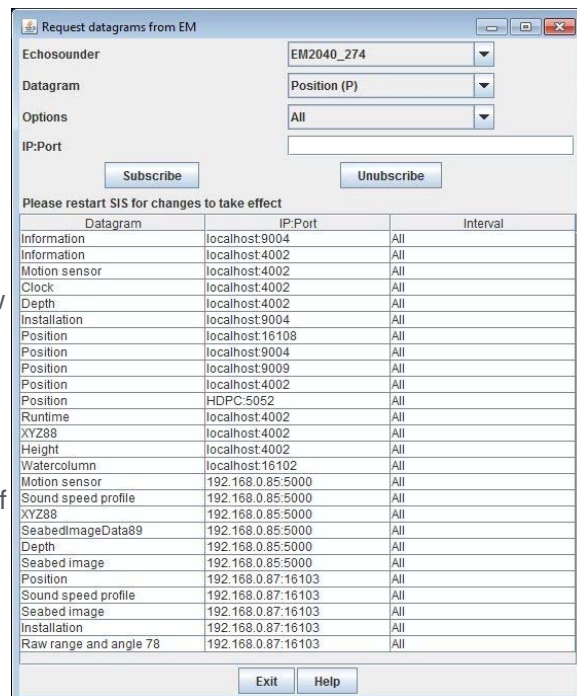 Request datagrams from EM
Echosounder EM2040_274
Datagram Position (P)
Options All
IP:Port
Subscribe Unubscribe
Please restart SIS for changes to take effect
Datagram IP:Port Interval
Information localhost:9004 All
Information localhost:4002 All
Motion sensor localhost:4002 All
Clock localhost:4002 All
Depth localhost:4002 All
Installation localhost:9004 All
Position localhost:16108 All
Position localhost:9004 All
Position localhost:9009 All
Position localhost:4002 All
Position HDPC:5052 All
Runtime localhost:4002 All
XYZ88 localhost:4002 All
Height localhost:4002 All
Watercolumn localhost:16102 All
Motion sensor 192.168.0.85:5000 All
Sound speed profile 192.168.0.85:5000 All
XYZ88 192.168.0.85:5000 All
SeabedImageData89 192.168.0.85:5000 All
Depth 192.168.0.85:5000 All
Seabed image 192.168.0.85:5000 All
Position 192.168.0.87:16103 All
Sound speed profile 192.168.0.87:16103 All
Seabed image 192.168.0.87:16103 All
Installation 192.168.0.87:16103 All
Raw range and angle 78 192.168.0.87:16103 All
Exit Help